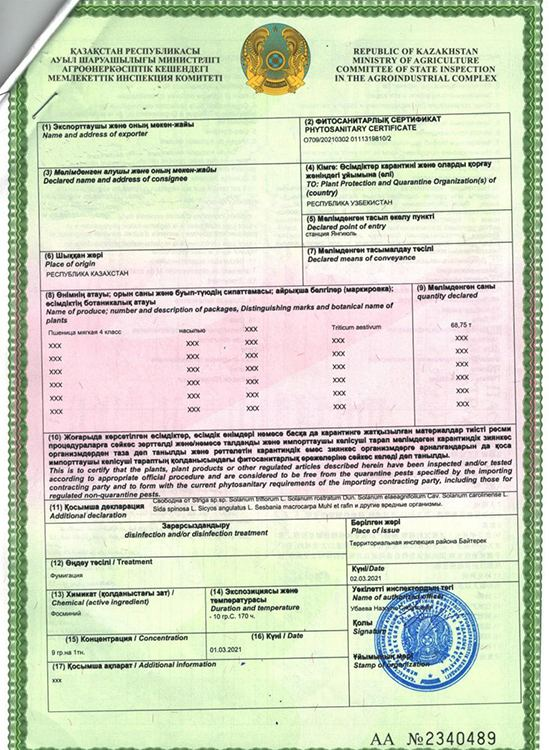 ҚАЗАҚСТАН РЕСПУБЛИКАСЫ
АУЫЛ ШАРУАШЫЛЫҒЫ МИНИСТРЛІГІ
АГРОӨНЕРКӘСІПТІК КЕШЕНДЕГІ
МЕМЛЕКЕТТІК ИНСПЕКЦИЯ КОМИТЕТІ
REPUBLIC OF KAZAKHSTAN
MINISTRY OF AGRICULTURE
COMMITTEE OF STATE INSPECTION
IN THE AGROINDUSTRIAL COMPLEX
(1) Экспорттаушы және оның мекен-жайы
Name and address of exporter
(2) ФИТОСАНИТАРЛЫҚ СЕРТИФИКАТ
PHYTOSANITARY CERTIFICATE
O709/20210302 0111319810/2
(3) Мәлімденген алушы және оның мекен-жайы
Declared name and address of consignee
(4) Кімге: Өсімдіктер карантині және оларды қорғау
жөніндегі ұйымына (елі)
TO: Plant Protection and Quarantine Organization(s) of
(country)
РЕСПУБЛИКА УЗБЕКИСТАН
(5) Мәлімденген тасып өкелу пункті
Declared point of entry
станция Янгиюль
(6) Шыққан жері
Place of origin
РЕСПУБЛИКА КАЗАХСТАН
(7) Мәлімденген тасымалдау тәсілі
Declared means of conveyance
(8) Өнімнің атауы; орын саны және буып-түюдің сипаттамасы; айрықша белгілер (маркировка);
өсімдіктің ботаникалық атауы
Name of produce; number and description of packages, Distinguishing marks and botanical name of
plants
(9) Мәлімденген саны
quantity declared
Пшеница мягкая 4 класс насыпью xxx Triticum aestivum 68,75 т
xxx xxx xxx xxx xxx
xxx xxx xxx xxx xxx
xxx xxx xxx xxx xxx
xxx xxx xxx xxx xxx
xxx xxx xxx xxx xxx
xxx xxx xxx xxx xxx
(10) Жоғарыда көрсетілген өсімдіктер, өсімдік өнімдері немесе басқа да карантинге жатқызылған материалдар тиісті ресми
процедураларға сәйкес зерттелді және/немесе талданды және импорттаушы келісуші тарап мәлімдеген карантиндік зиянкес
организмдерден таза деп танылды және реттелетін карантиндік емес зиянкес организмдерге арналғандарын да қоса
импорттаушы келісуші тараптың қолданысындағы фитосанитарлық ережелеріне сәйкес келеді деп танылды.
This is to certify that the plants, plant products or other regulated articles described herein have been inspected and/or tested
according to appropriate official procedure and are considered to be free from the quarantine pests specified by the importing
contracting party and to form with the current phytosanitary requirements of the importing contracting party, including those for
regulated non-quarantine pests.
(11) Қосымша декларация
Additional declaration
Свободна от Striga sp.sp. Solanum triflorum L. Solanum rostratum Dun. Solanum elaeagnifolium Cav. Solanum carolinense L.
Sida spinosa L. Sicyos angulatus L. Sesbania macrocarpa Muhl et rafin и другие вредные организмы.
Зарарсыздандыру
disinfection and/or disinfection treatment
Берілген жері
Place of issue
Территориальная инспекция района Байтерек
(12) Өңдеу тәсілі / Treatment
Фумигация
Күні/Date
02.03.2021
(13) Химикат (қолданыстағы зат) /
Chemical (active ingredient)
Фосминий
(14) Экспозициясы және
температурасы
Duration and temperature
- 10 гр.С. 170 ч.
Уәкілетті инспектордың тегі
Name of authorized officer
Убаева
Қолы
Signature
(15) Концентрация / Concentration
9 гр.на 1тн.
(16) Күні / Date
01.03.2021
Ұйымның мөрі
Stamp of organization
(17) Қосымша ақпарат / Additional information
xxx
АА №2340489